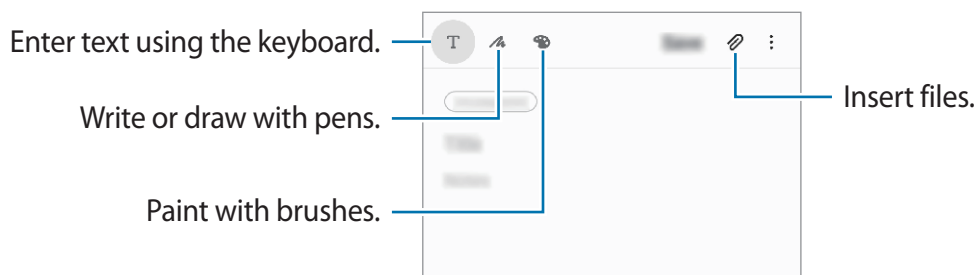 Enter text using the keyboard.
T
Insert files.
Write or draw with pens.
Paint with brushes.